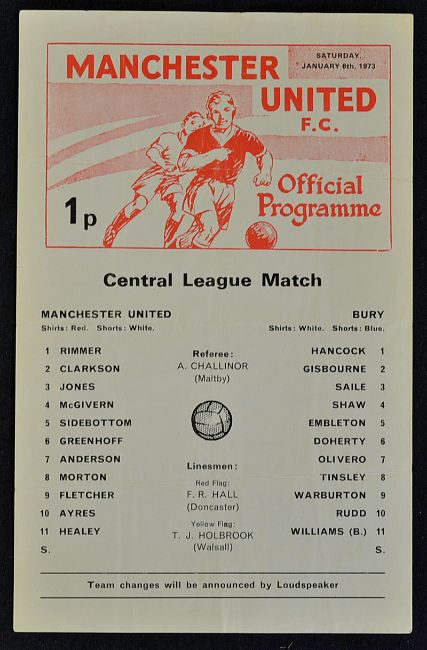 SATURDAY,
JANUARY 6th, 1973
MANCHESTER
UNITED
F.C.
Official
Programme
1p
Central League Match
MANCHESTER UNITED
Shirts: Red. Shorts: White.
1 RIMMER
2 CLARKSON
3 JONES
4 McGIVERN
5 SIDEBOTTOM
6 GREENHOFF
7 ANDERSON
8 MORTON
9 FLETCHER
10 AYRES
11 HEALEY
S.
Referee:
A. CHALLINOR
(Maltby)
Linesmen:
Red Flag:
F. R. HALL
(Doncaster)
Yellow Flag:
T. J. HOLBROOK
(Walsall)
BURY
Shirts: White. Shorts: Blue.
HANCOCK 1
GISBOURNE 2
SAILE 3
SHAW 4
EMBLETON 5
DOHERTY 6
OLIVERO 7
TINSLEY 8
WARBURTON 9
RUDD 10
WILLIAMS (B.) 11
S.
Team changes will be announced by Loudspeaker